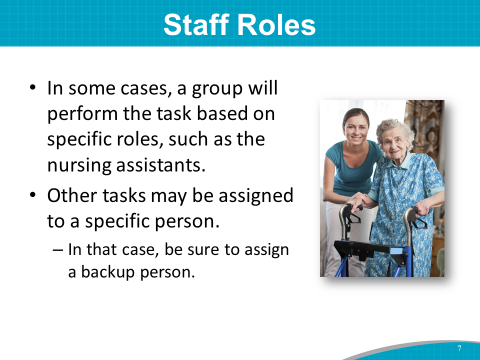 Staff Roles
• In some cases, a group will
perform the task based on
specific roles, such as the
nursing assistants.
• Other tasks may be assigned
to a specific person.
– In that case, be sure to assign
a backup person.
7